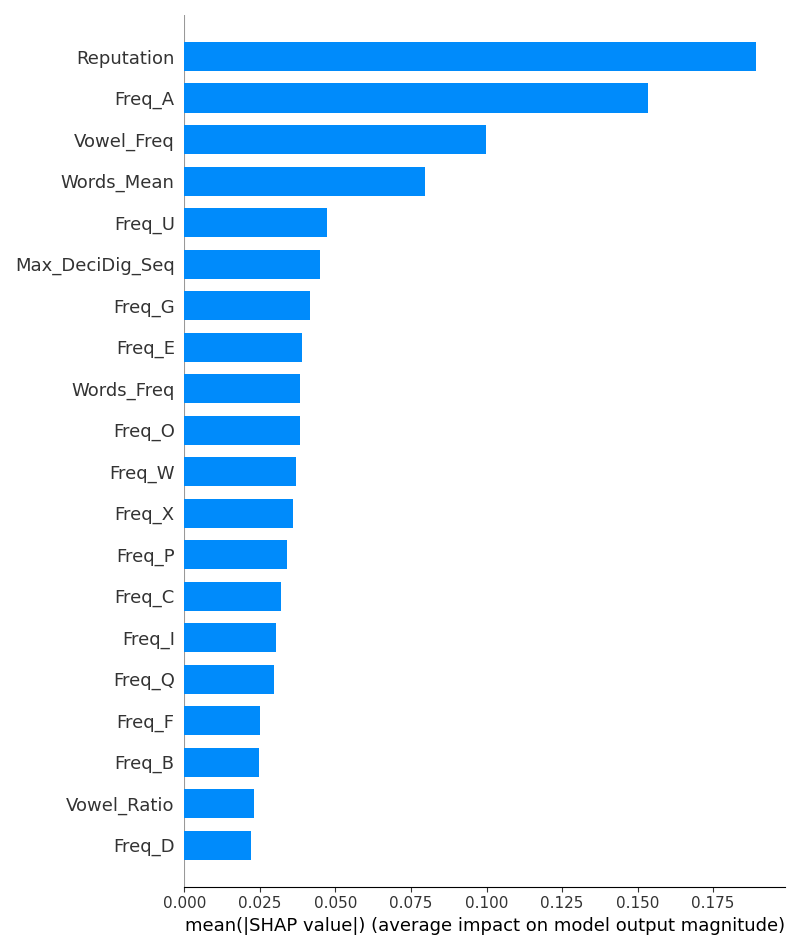 Reputation
Freq_A
Vowel_Freq
Words_Mean
Freq_U
Max_DeciDig_Seq
Freq_G
Freq_E
Words_Freq
Freq_O
Freq_W
Freq_X
Freq_P
Freq_C
Freq_I
Freq_Q
Freq_F
Freq_B
Vowel_Ratio
Freq_D
0.000 0.025 0.050 0.075 0.100 0.125 0.150 0.175
mean(|SHAP value|) (average impact on model output magnitude)